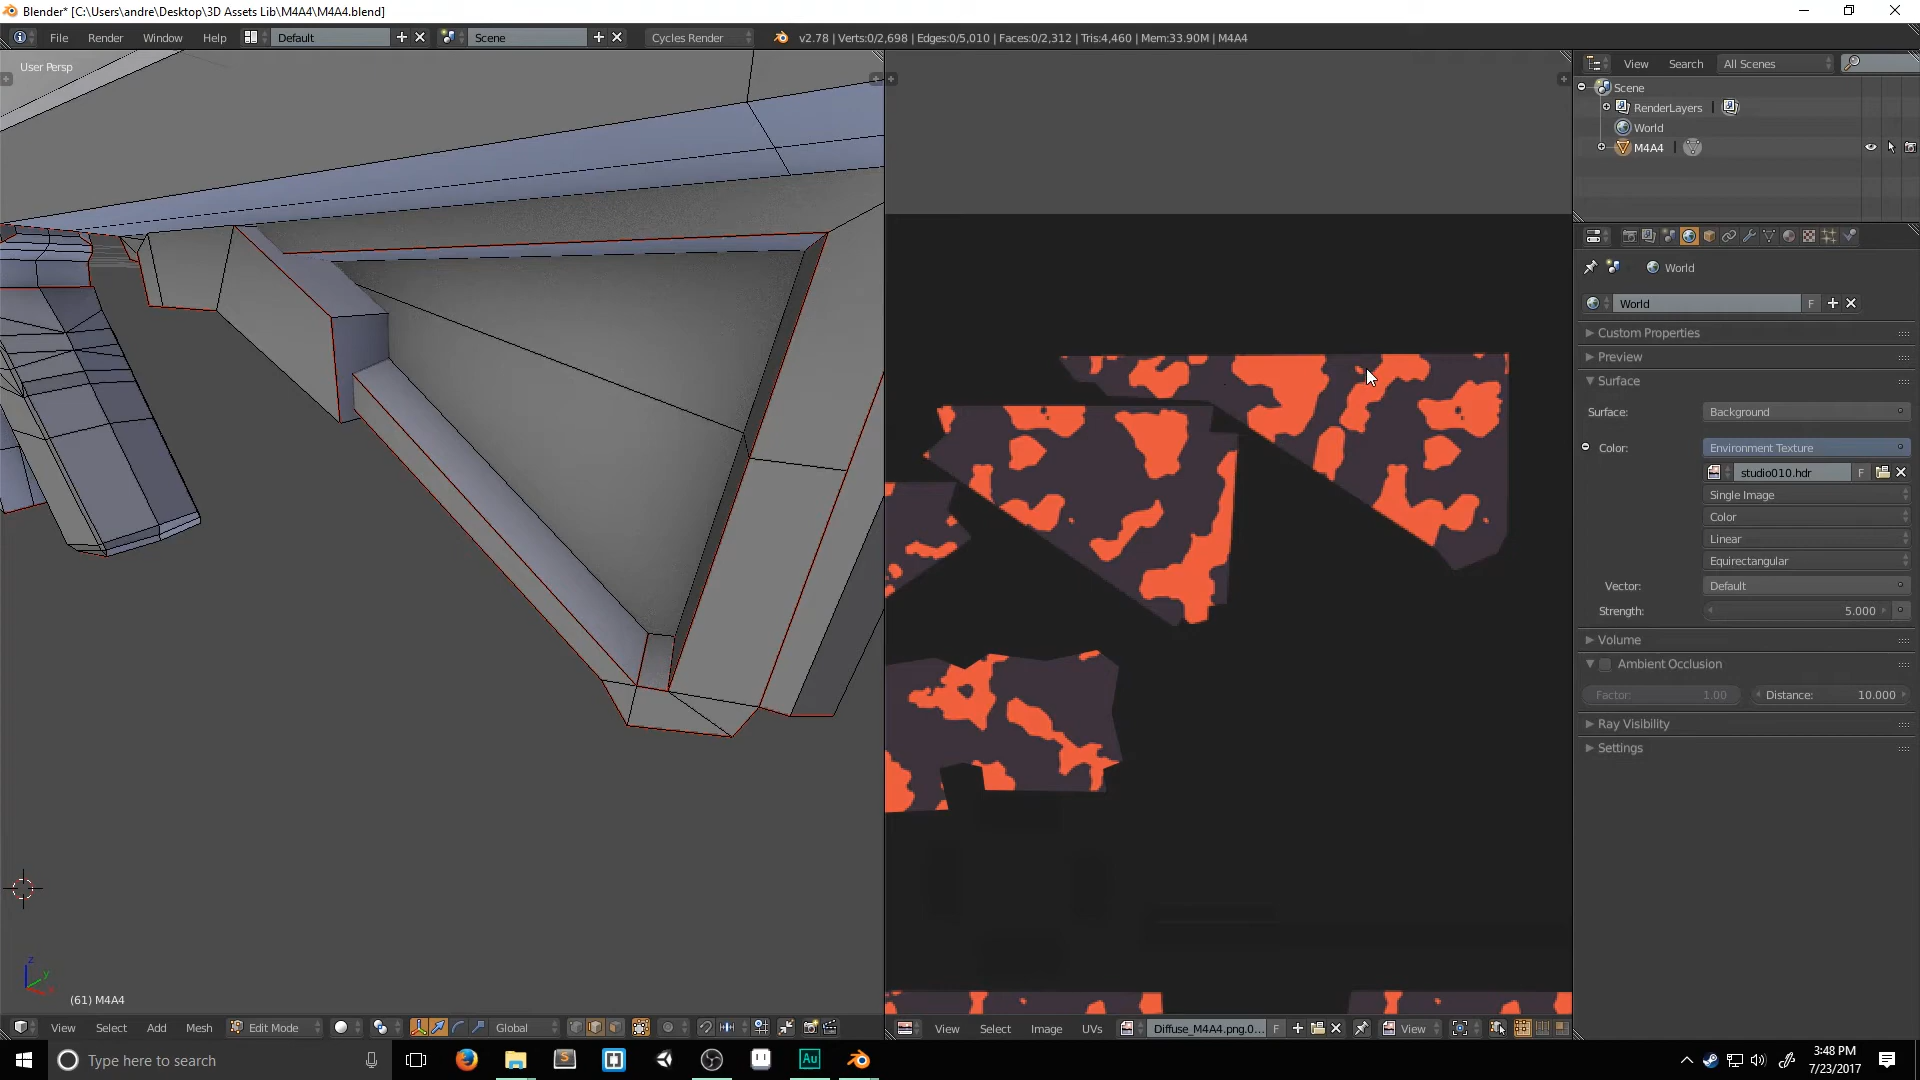 Blender* [C:\Users\andre\Desktop\3D Assets Lib\M4A4\M4A4.blend]
File Render Window Help Default Scene Cycles Render v2.78 | Verts:0/2,698 | Edges:0/5,010 | Faces:0/2,312 | Tris:4,460 | Mem:33.90M | M4A4
User Persp
View Search All Scenes
Scene
RenderLayers
World
M4A4
World
World F
Custom Properties
Preview
Surface
Surface: Background
Color: Environment Texture
studio010.hdr F
Single Image
Color
Linear
Equirectangular
Vector: Default
Strength: 5.000
Volume
Ambient Occlusion
Factor: 1.00 Distance: 10.000
Ray Visibility
Settings
z
y
(61) M4A4
View Select Add Mesh Edit Mode Global
View Select Image UVs Diffuse_M4A4.png.0... F View
Type here to search
S
Au
3:48 PM
7/23/2017